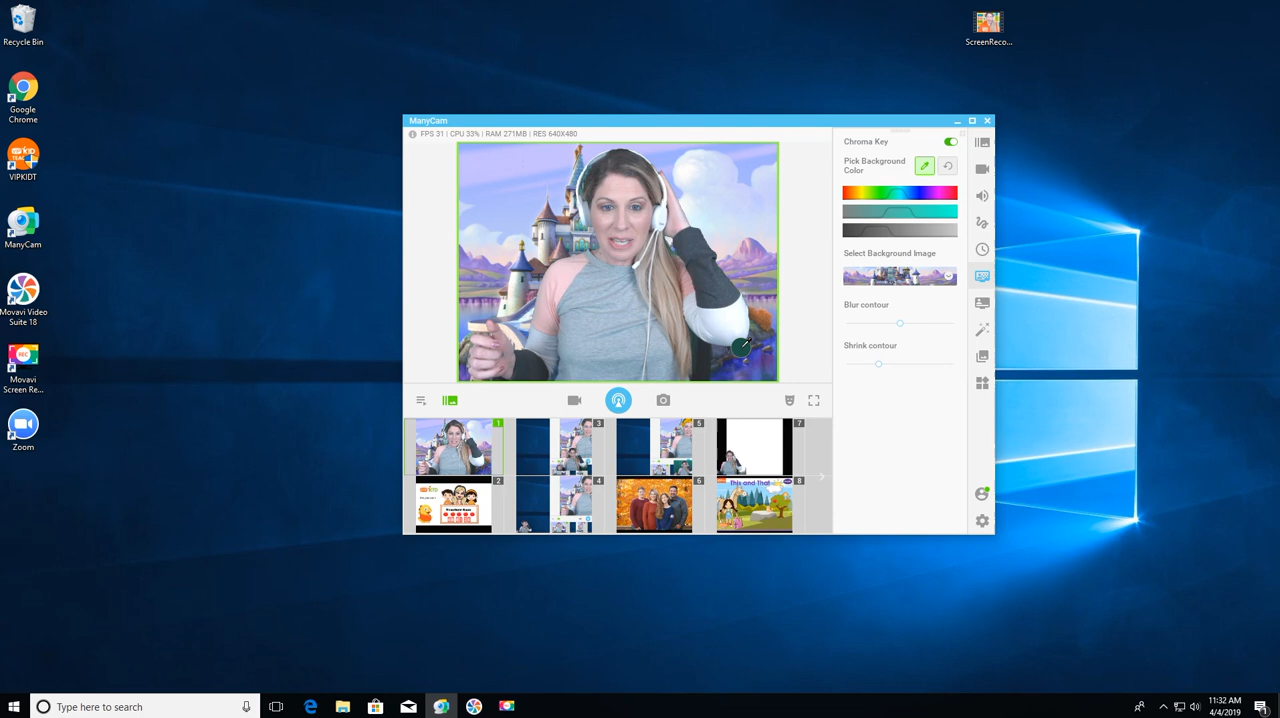 Recycle Bin
Google
Chrome
VIPKIDT
ManyCam
Movavi Video
Suite 18
REC
Movavi
Screen Re...
Zoom
ScreenReco...
ManyCam
FPS 31 | CPU 33% | RAM 271MB | RES 640X480
Chroma Key
Pick Background
Color
Select Background Image
Blur contour
Shrink contour
1
3
5
7
2
4
6
8
This and That
Type here to search
11:32 AM
4/4/2019
1